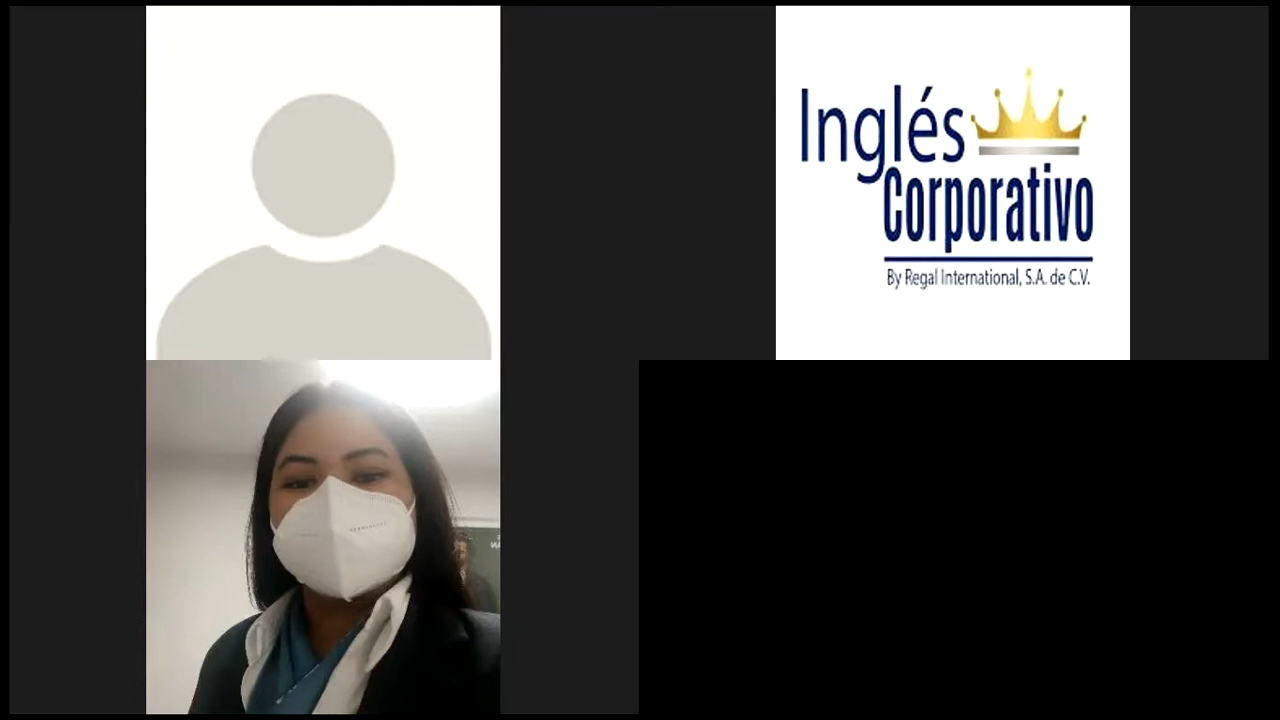 Inglés
Corporativo
By Regal International, S.A. de C.V.